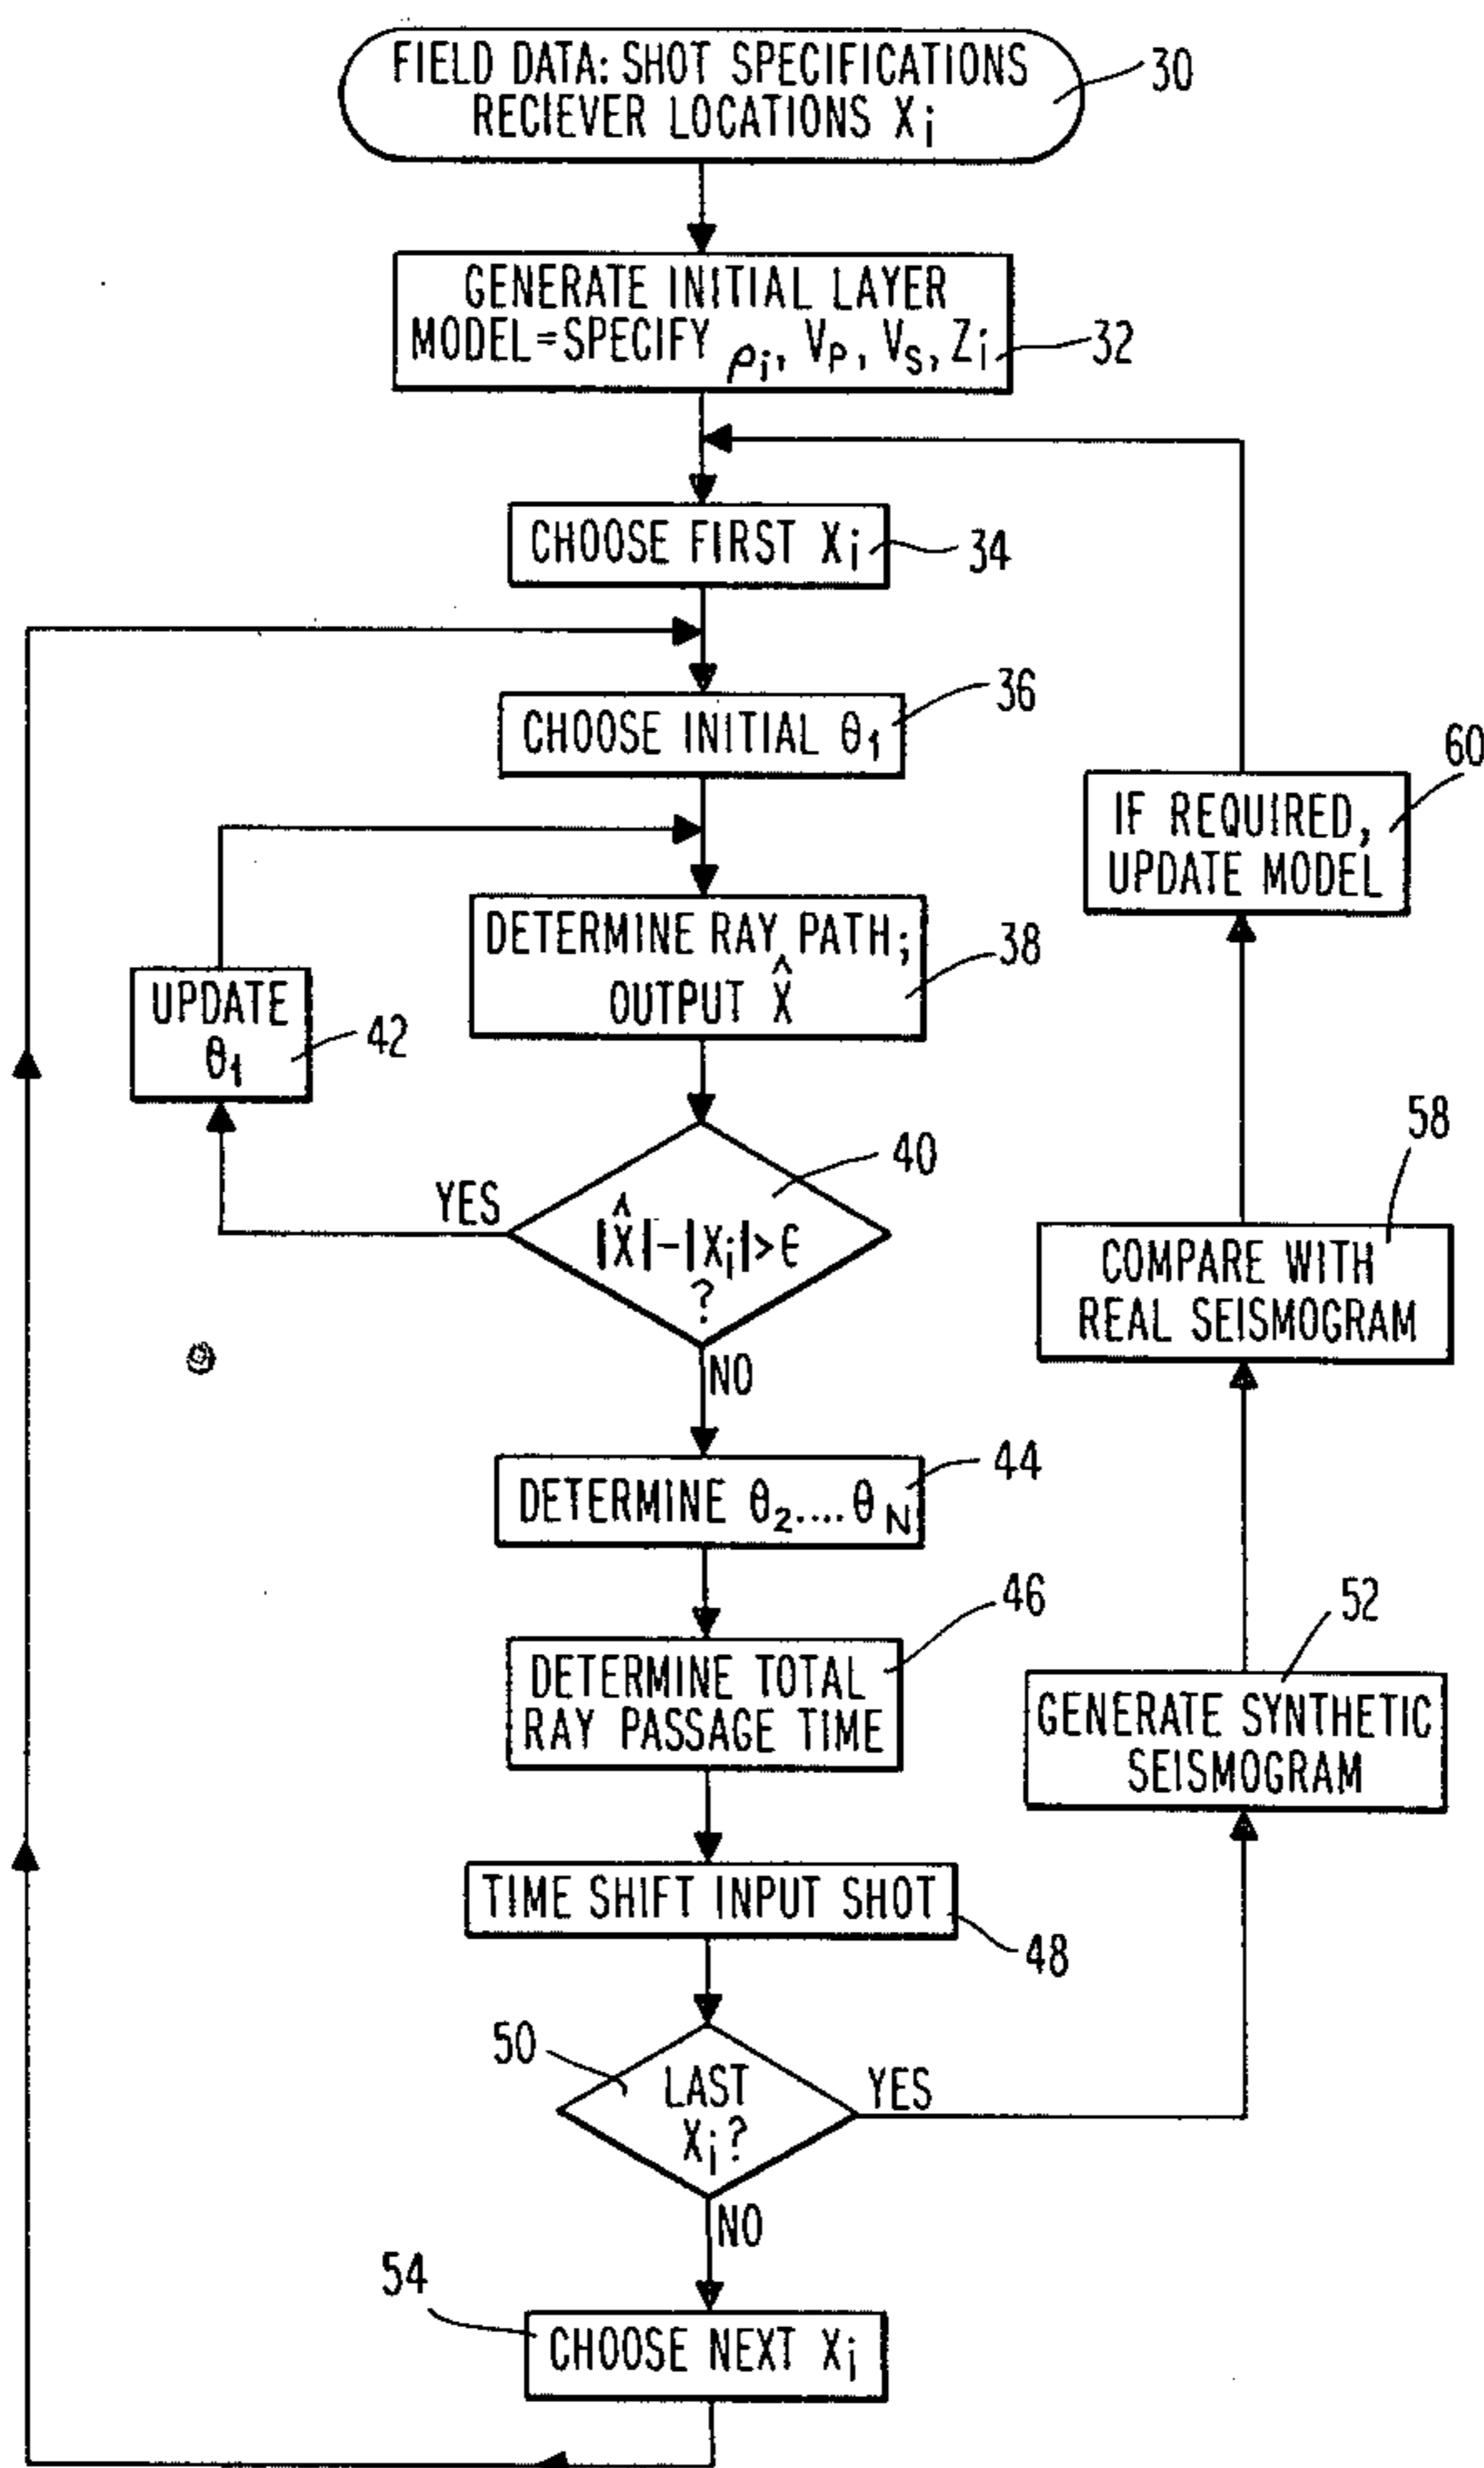 FIELD DATA: SHOT SPECIFICATIONS
RECIEVER LOCATIONS Xi
30
GENERATE INITIAL LAYER
MODEL=SPECIFY ρi, VP, VS, Zi
32
CHOOSE FIRST Xi
34
CHOOSE INITIAL θ1
36
DETERMINE RAY PATH;
OUTPUT X̂
38
UPDATE
θ1
42
40
|X̂|-|Xi|>ϵ
?
YES
NO
DETERMINE θ2....θN
44
DETERMINE TOTAL
RAY PASSAGE TIME
46
TIME SHIFT INPUT SHOT
48
50
LAST
Xi?
YES
NO
54
CHOOSE NEXT Xi
GENERATE SYNTHETIC
SEISMOGRAM
52
COMPARE WITH
REAL SEISMOGRAM
58
IF REQUIRED,
UPDATE MODEL
60